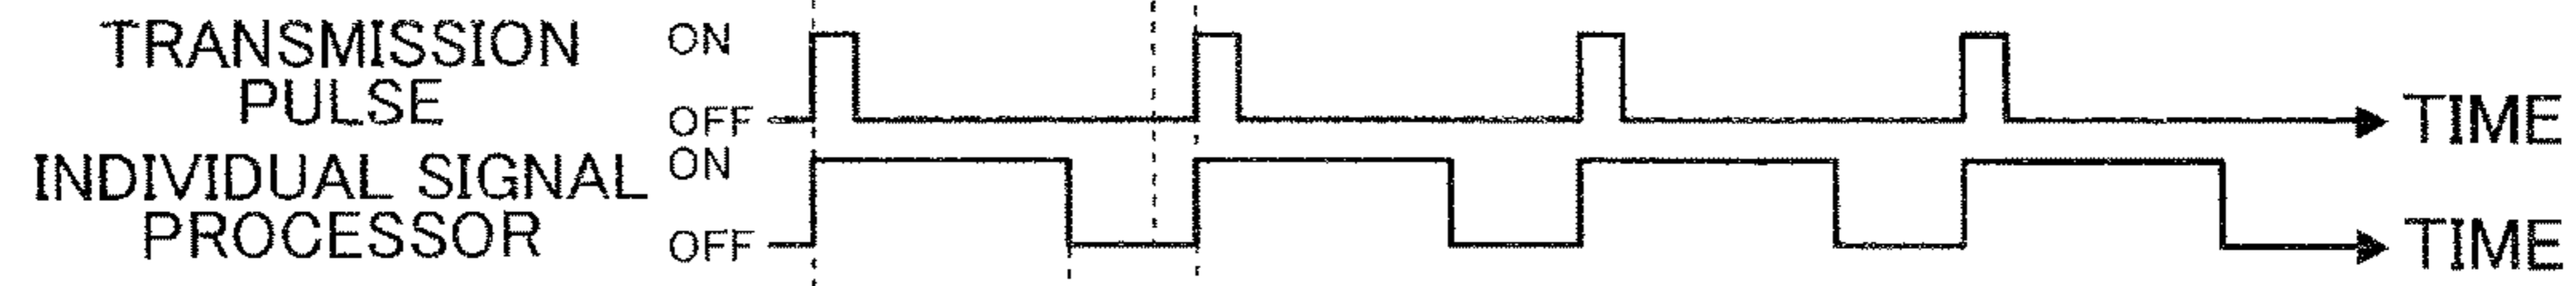 TRANSMISSION
PULSE
ON
OFF
TIME
INDIVIDUAL SIGNAL
PROCESSOR
ON
OFF
TIME